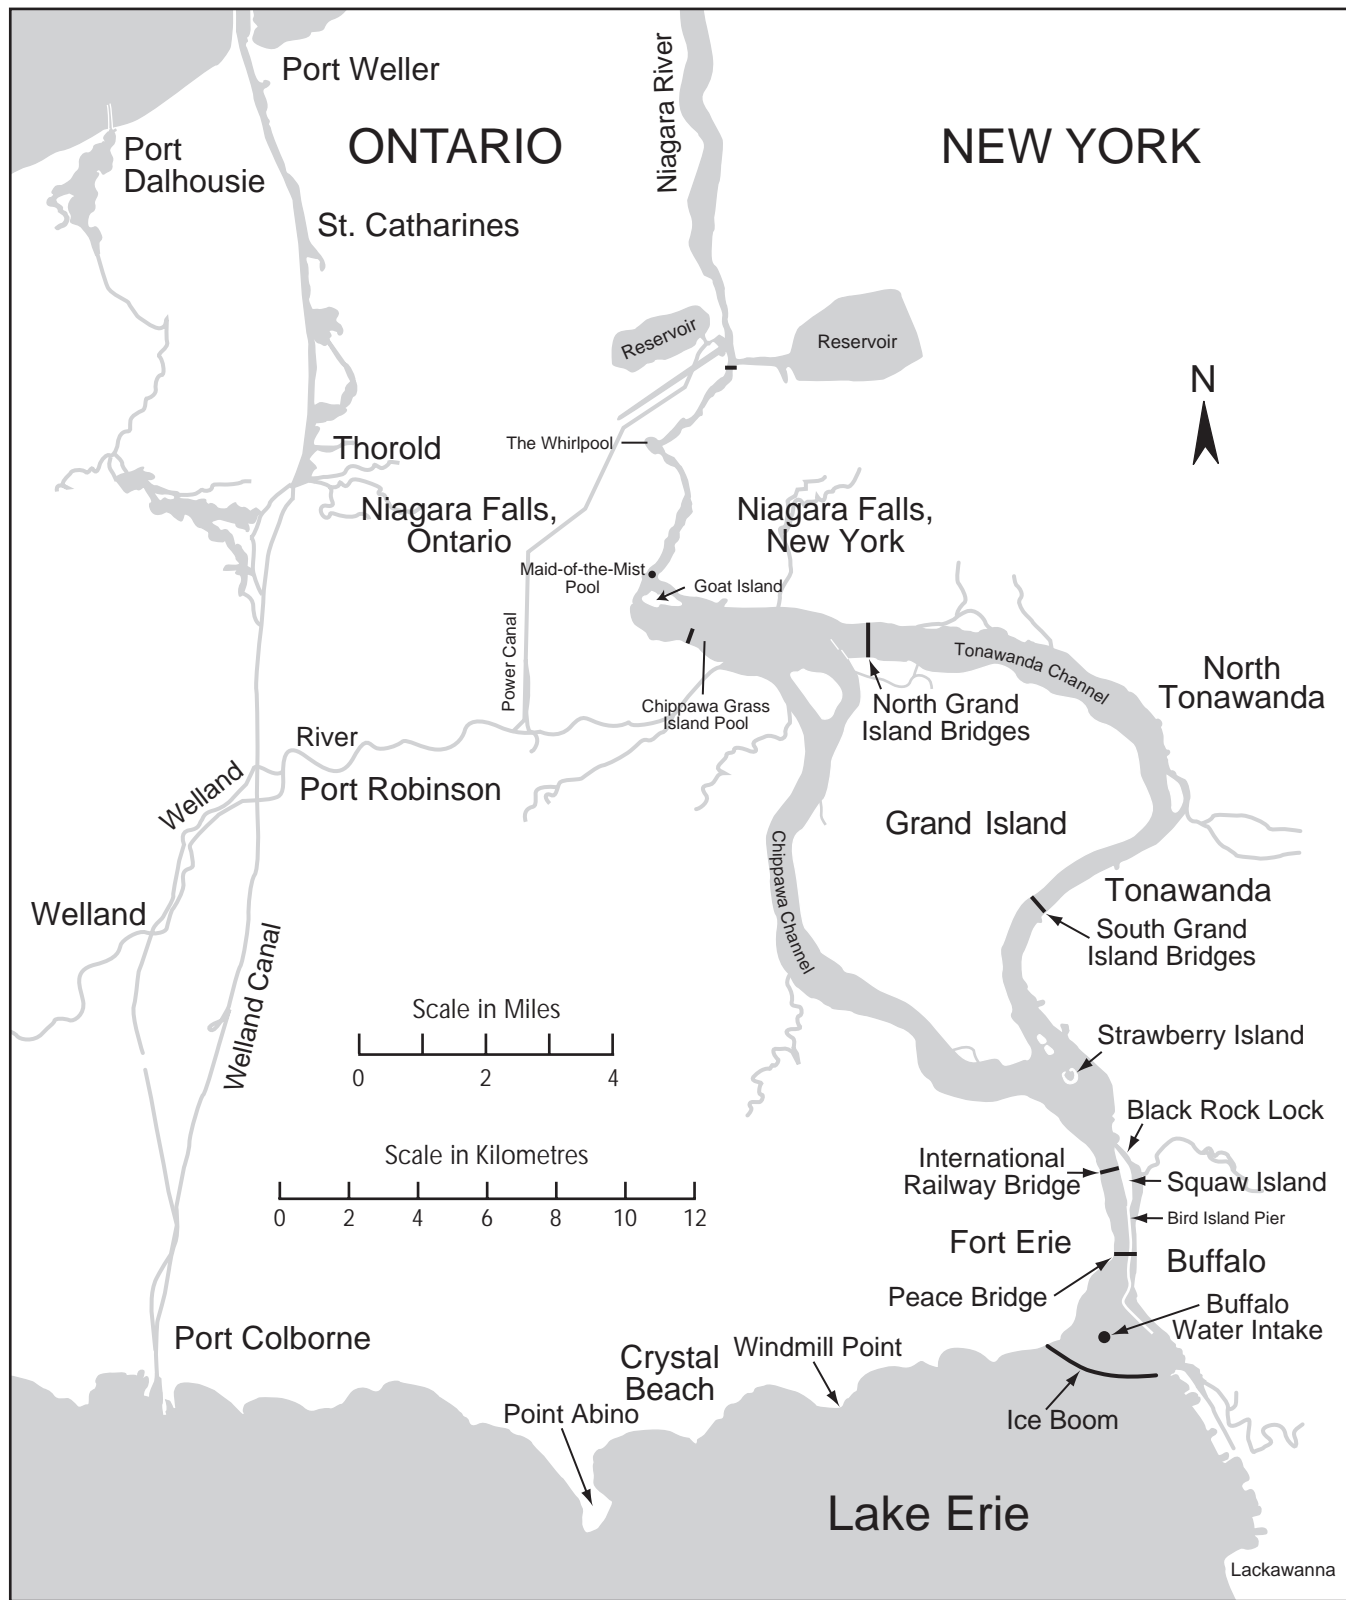 Port Weller
Niagara River
ONTARIO
NEW YORK
Port
Dalhousie
St. Catharines
Reservoir
Reservoir
N
The Whirlpool
Thorold
Niagara Falls,
Ontario
Niagara Falls,
New York
Maid-of-the-Mist
Pool
Goat Island
Power Canal
Tonawanda Channel
North
Tonawanda
Chippawa Grass
Island Pool
North Grand
Island Bridges
River
Welland
Port Robinson
Grand Island
Chippawa Channel
Welland
Tonawanda
South Grand
Island Bridges
Welland Canal
Scale in Miles
0 2 4
Strawberry Island
Black Rock Lock
Scale in Kilometres
0 2 4 6 8 10 12
International
Railway Bridge
Squaw Island
Bird Island Pier
Fort Erie
Buffalo
Peace Bridge
Buffalo
Water Intake
Port Colborne
Crystal
Beach
Windmill Point
Point Abino
Ice Boom
Lake Erie
Lackawanna